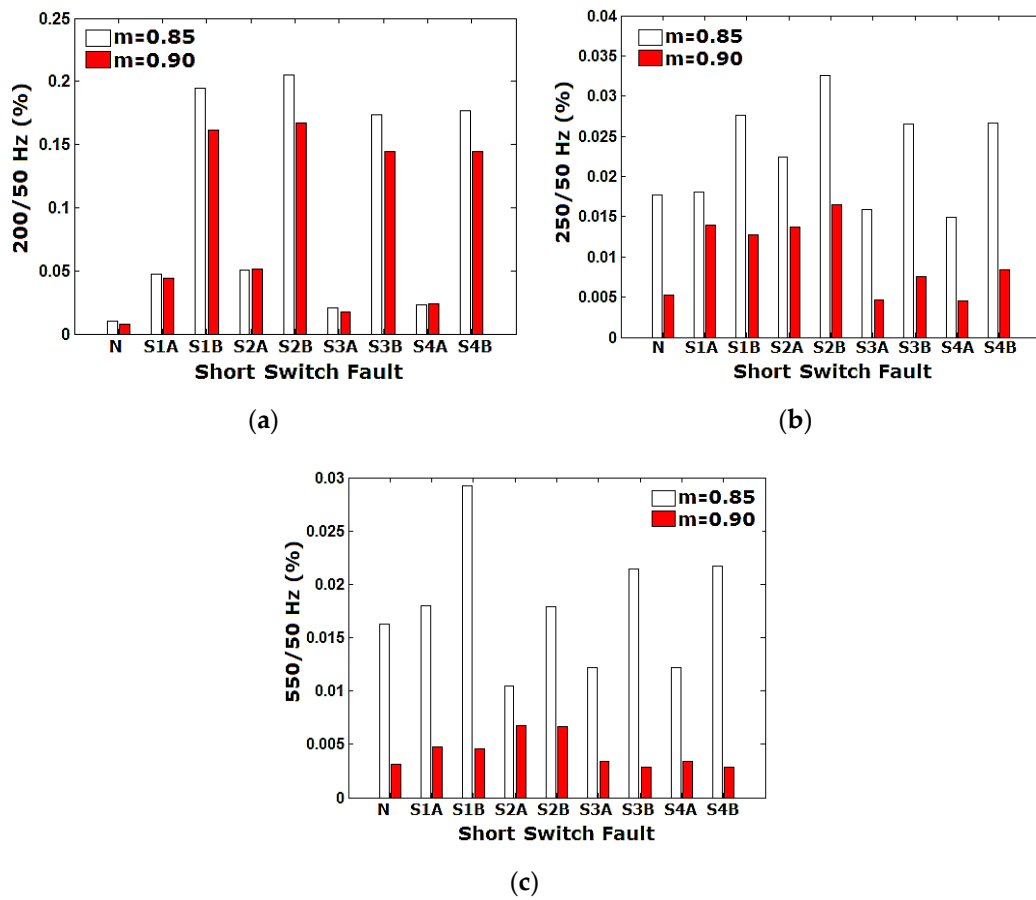 0.25
0.2
0.15
0.1
0.05
0
200/50 Hz (%)
m=0.85
m=0.90
N S1A S1B S2A S2B S3A S3B S4A S4B
Short Switch Fault
(a)
0.04
0.035
0.03
0.025
0.02
0.015
0.01
0.005
0
250/50 Hz (%)
m=0.85
m=0.90
N S1A S1B S2A S2B S3A S3B S4A S4B
Short Switch Fault
(b)
0.03
0.025
0.02
0.015
0.01
0.005
0
550/50 Hz (%)
m=0.85
m=0.90
N S1A S1B S2A S2B S3A S3B S4A S4B
Short Switch Fault
(c)